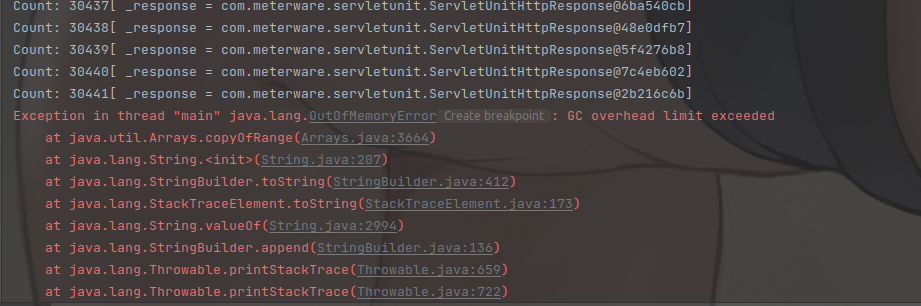 Count: 30437[ _response = com.meterware.servletunit.ServletUnitHttpResponse@6ba540cb]
Count: 30438[ _response = com.meterware.servletunit.ServletUnitHttpResponse@48e0dfb7]
Count: 30439[ _response = com.meterware.servletunit.ServletUnitHttpResponse@5f4276b8]
Count: 30440[ _response = com.meterware.servletunit.ServletUnitHttpResponse@7c4eb602]
Count: 30441[ _response = com.meterware.servletunit.ServletUnitHttpResponse@2b216c6b]
Exception in thread "main" java.lang.OutOfMemoryError Create breakpoint : GC overhead limit exceeded
at java.util.Arrays.copyOfRange(Arrays.java:3664)
at java.lang.String.<init>(String.java:207)
at java.lang.StringBuilder.toString(StringBuilder.java:412)
at java.lang.StackTraceElement.toString(StackTraceElement.java:173)
at java.lang.String.valueOf(String.java:2994)
at java.lang.StringBuilder.append(StringBuilder.java:136)
at java.lang.Throwable.printStackTrace(Throwable.java:659)
at java.lang.Throwable.printStackTrace(Throwable.java:722)